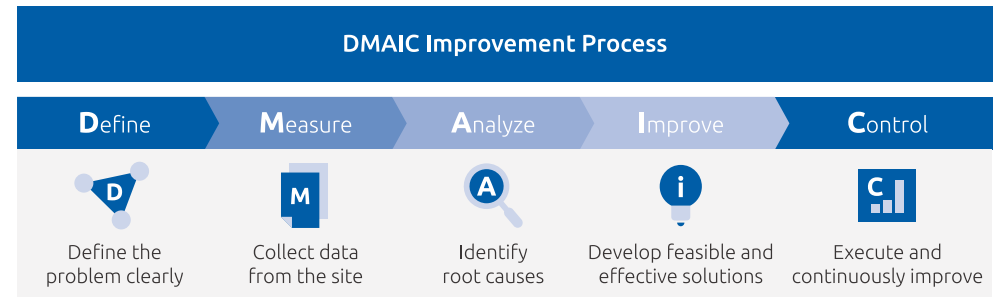 DMAIC Improvement Process
Define
Measure
Analyze
Improve
Control
D
M
A
i
C
Define the
problem clearly
Collect data
from the site
Identify
root causes
Develop feasible and
effective solutions
Execute and
continuously improve